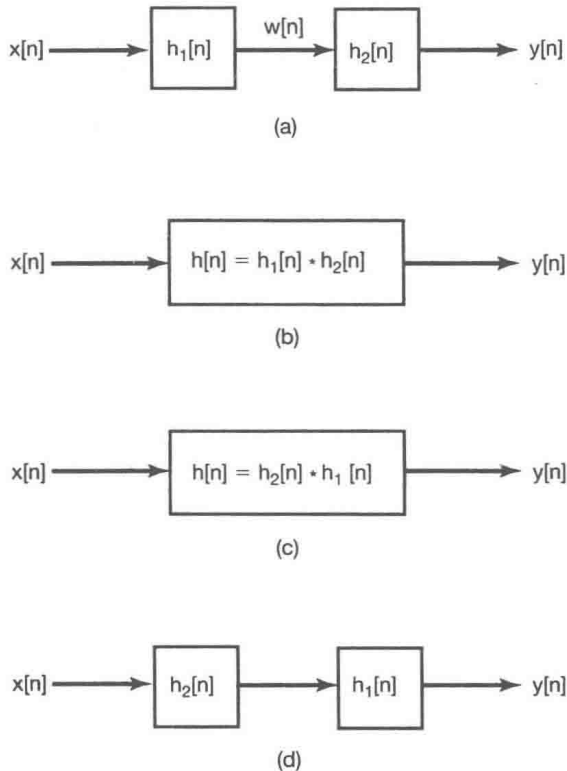 w[n]
x[n] h₁[n] h₂[n] y[n]
(a)
x[n] h[n] = h₁[n] * h₂[n] y[n]
(b)
x[n] h[n] = h₂[n] * h₁ [n] y[n]
(c)
x[n] h₂[n] h₁[n] y[n]
(d)